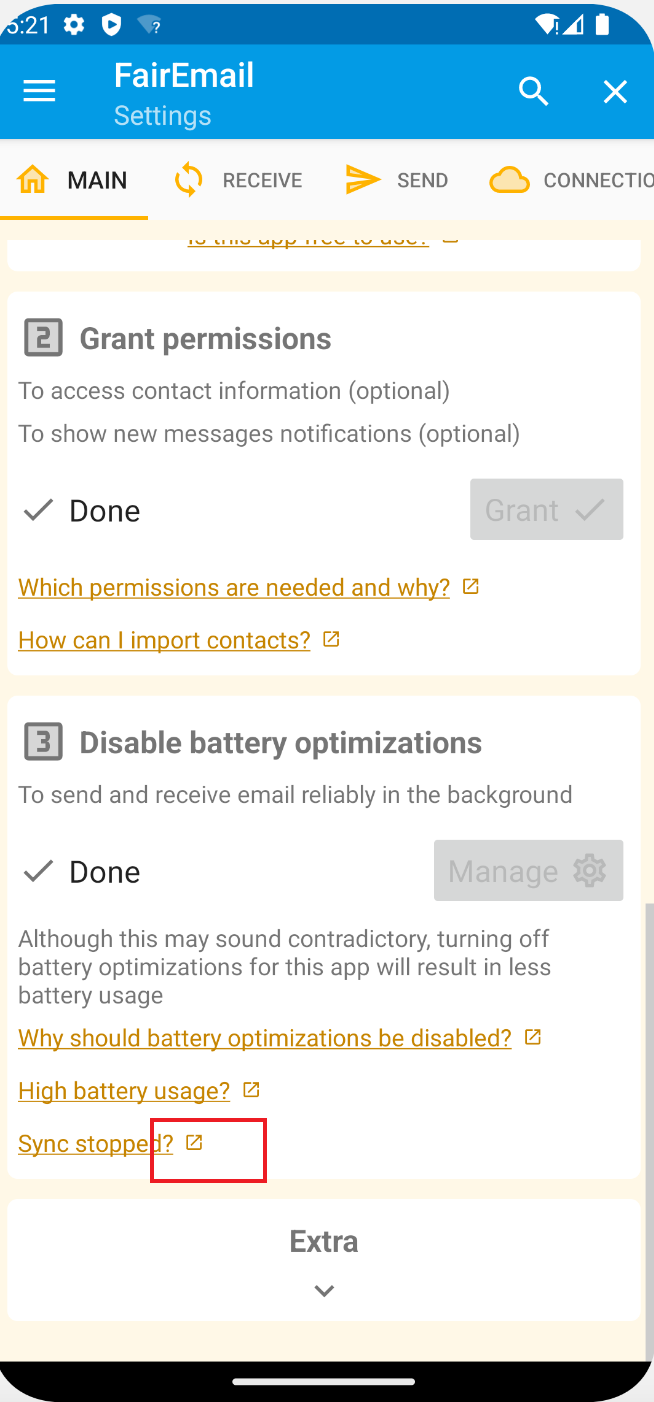 5:21
FairEmail
Settings
MAIN RECEIVE SEND CONNECTIO
Is this app free to use?
2 Grant permissions
To access contact information (optional)
To show new messages notifications (optional)
Done Grant
Which permissions are needed and why?
How can I import contacts?
3 Disable battery optimizations
To send and receive email reliably in the background
Done Manage
Although this may sound contradictory, turning off
battery optimizations for this app will result in less
battery usage
Why should battery optimizations be disabled?
High battery usage?
Sync stopped?
Extra